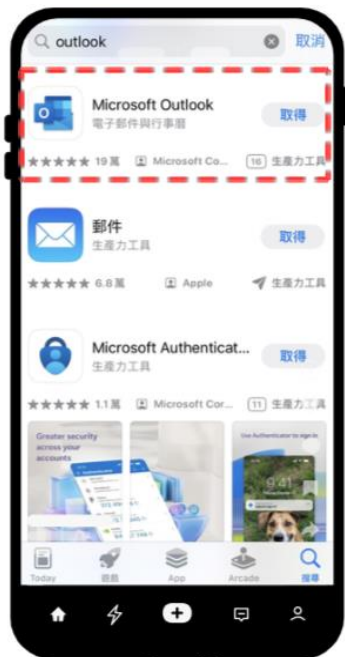 outlook
取消
Microsoft Outlook
電子郵件與行事曆
取得
19 萬
Microsoft Co...
16
生產力工具
郵件
生產力工具
取得
6.8 萬
Apple
生產力工具
Microsoft Authenticat...
生產力工具
取得
1.1 萬
Microsoft Cor...
11
生產力工具
Greater security
across your
accounts
Use Authenticator to sign in
9:41
Today
遊戲
App
Arcade
搜尋